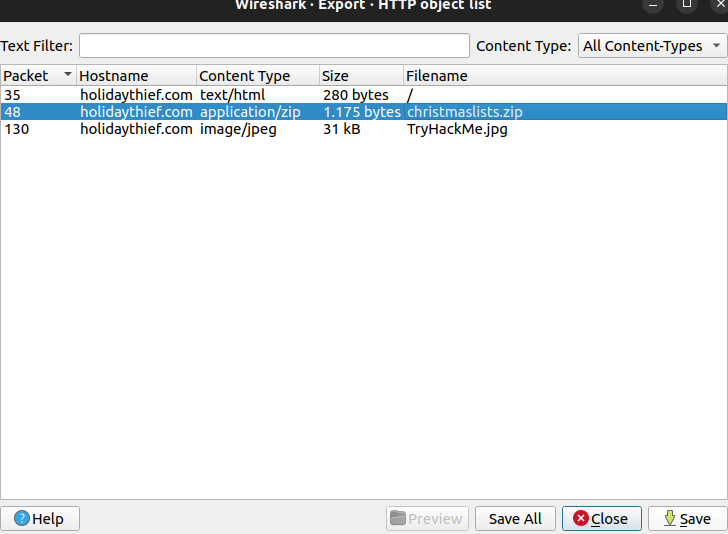 Wireshark · Export · HTTP object list
Text Filter: Content Type: All Content-Types
Packet Hostname Content Type Size Filename
35 holidaythief.com text/html 280 bytes /
48 holidaythief.com application/zip 1.175 bytes christmaslists.zip
130 holidaythief.com image/jpeg 31 kB TryHackMe.jpg
Help Preview Save All Close Save